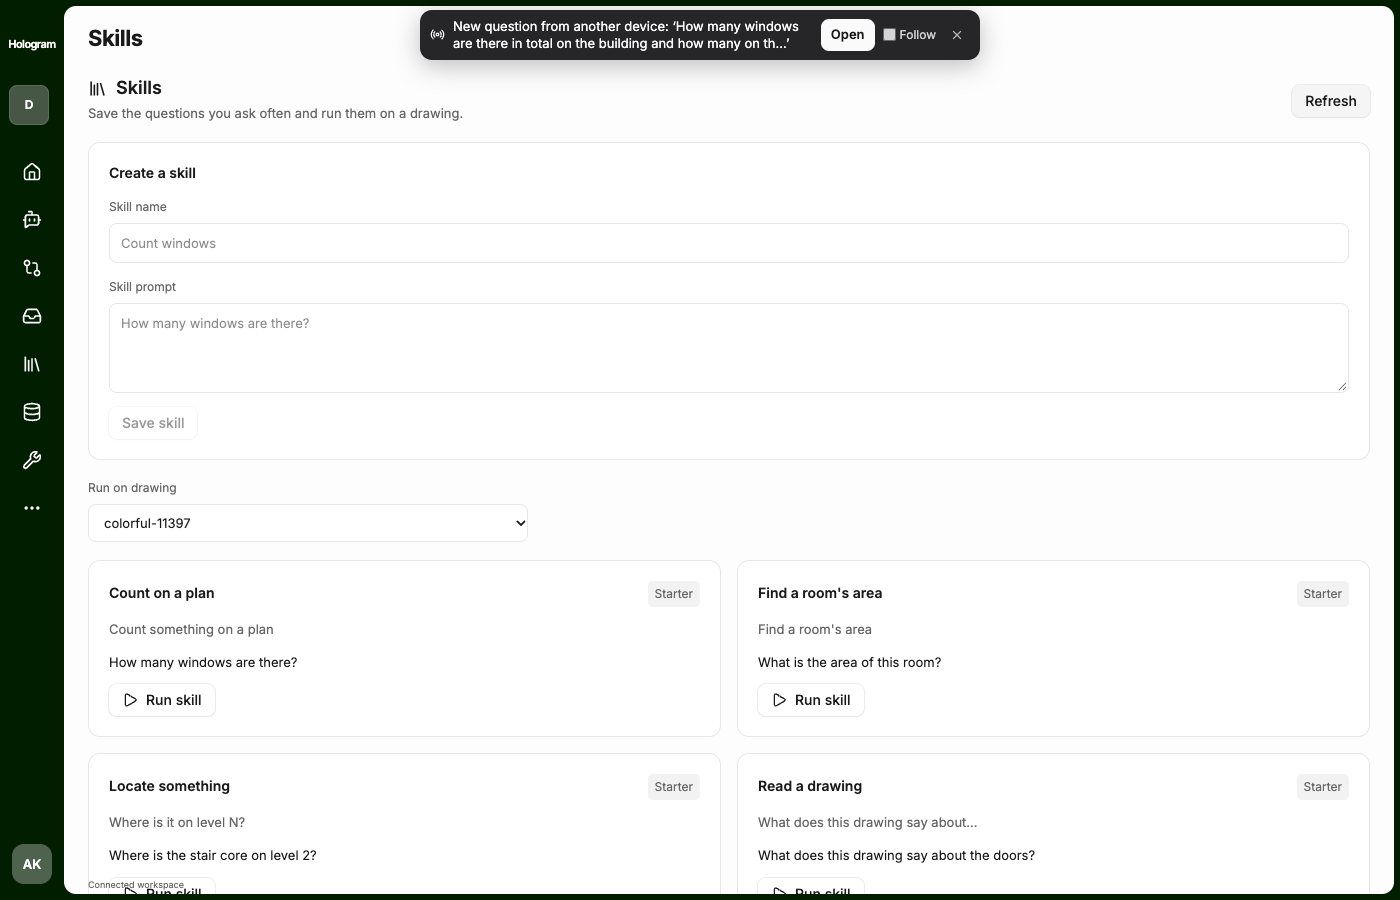 Hologram
D
AK
Skills
New question from another device: ‘How many windows
are there in total on the building and how many on th...’
Open
Follow
Skills
Save the questions you ask often and run them on a drawing.
Refresh
Create a skill
Skill name
Count windows
Skill prompt
How many windows are there?
Save skill
Run on drawing
colorful-11397
Count on a plan
Starter
Count something on a plan
How many windows are there?
Run skill
Find a room's area
Starter
Find a room's area
What is the area of this room?
Run skill
Locate something
Starter
Where is it on level N?
Where is the stair core on level 2?
Run skill
Read a drawing
Starter
What does this drawing say about...
What does this drawing say about the doors?
Run skill
Connected workspace